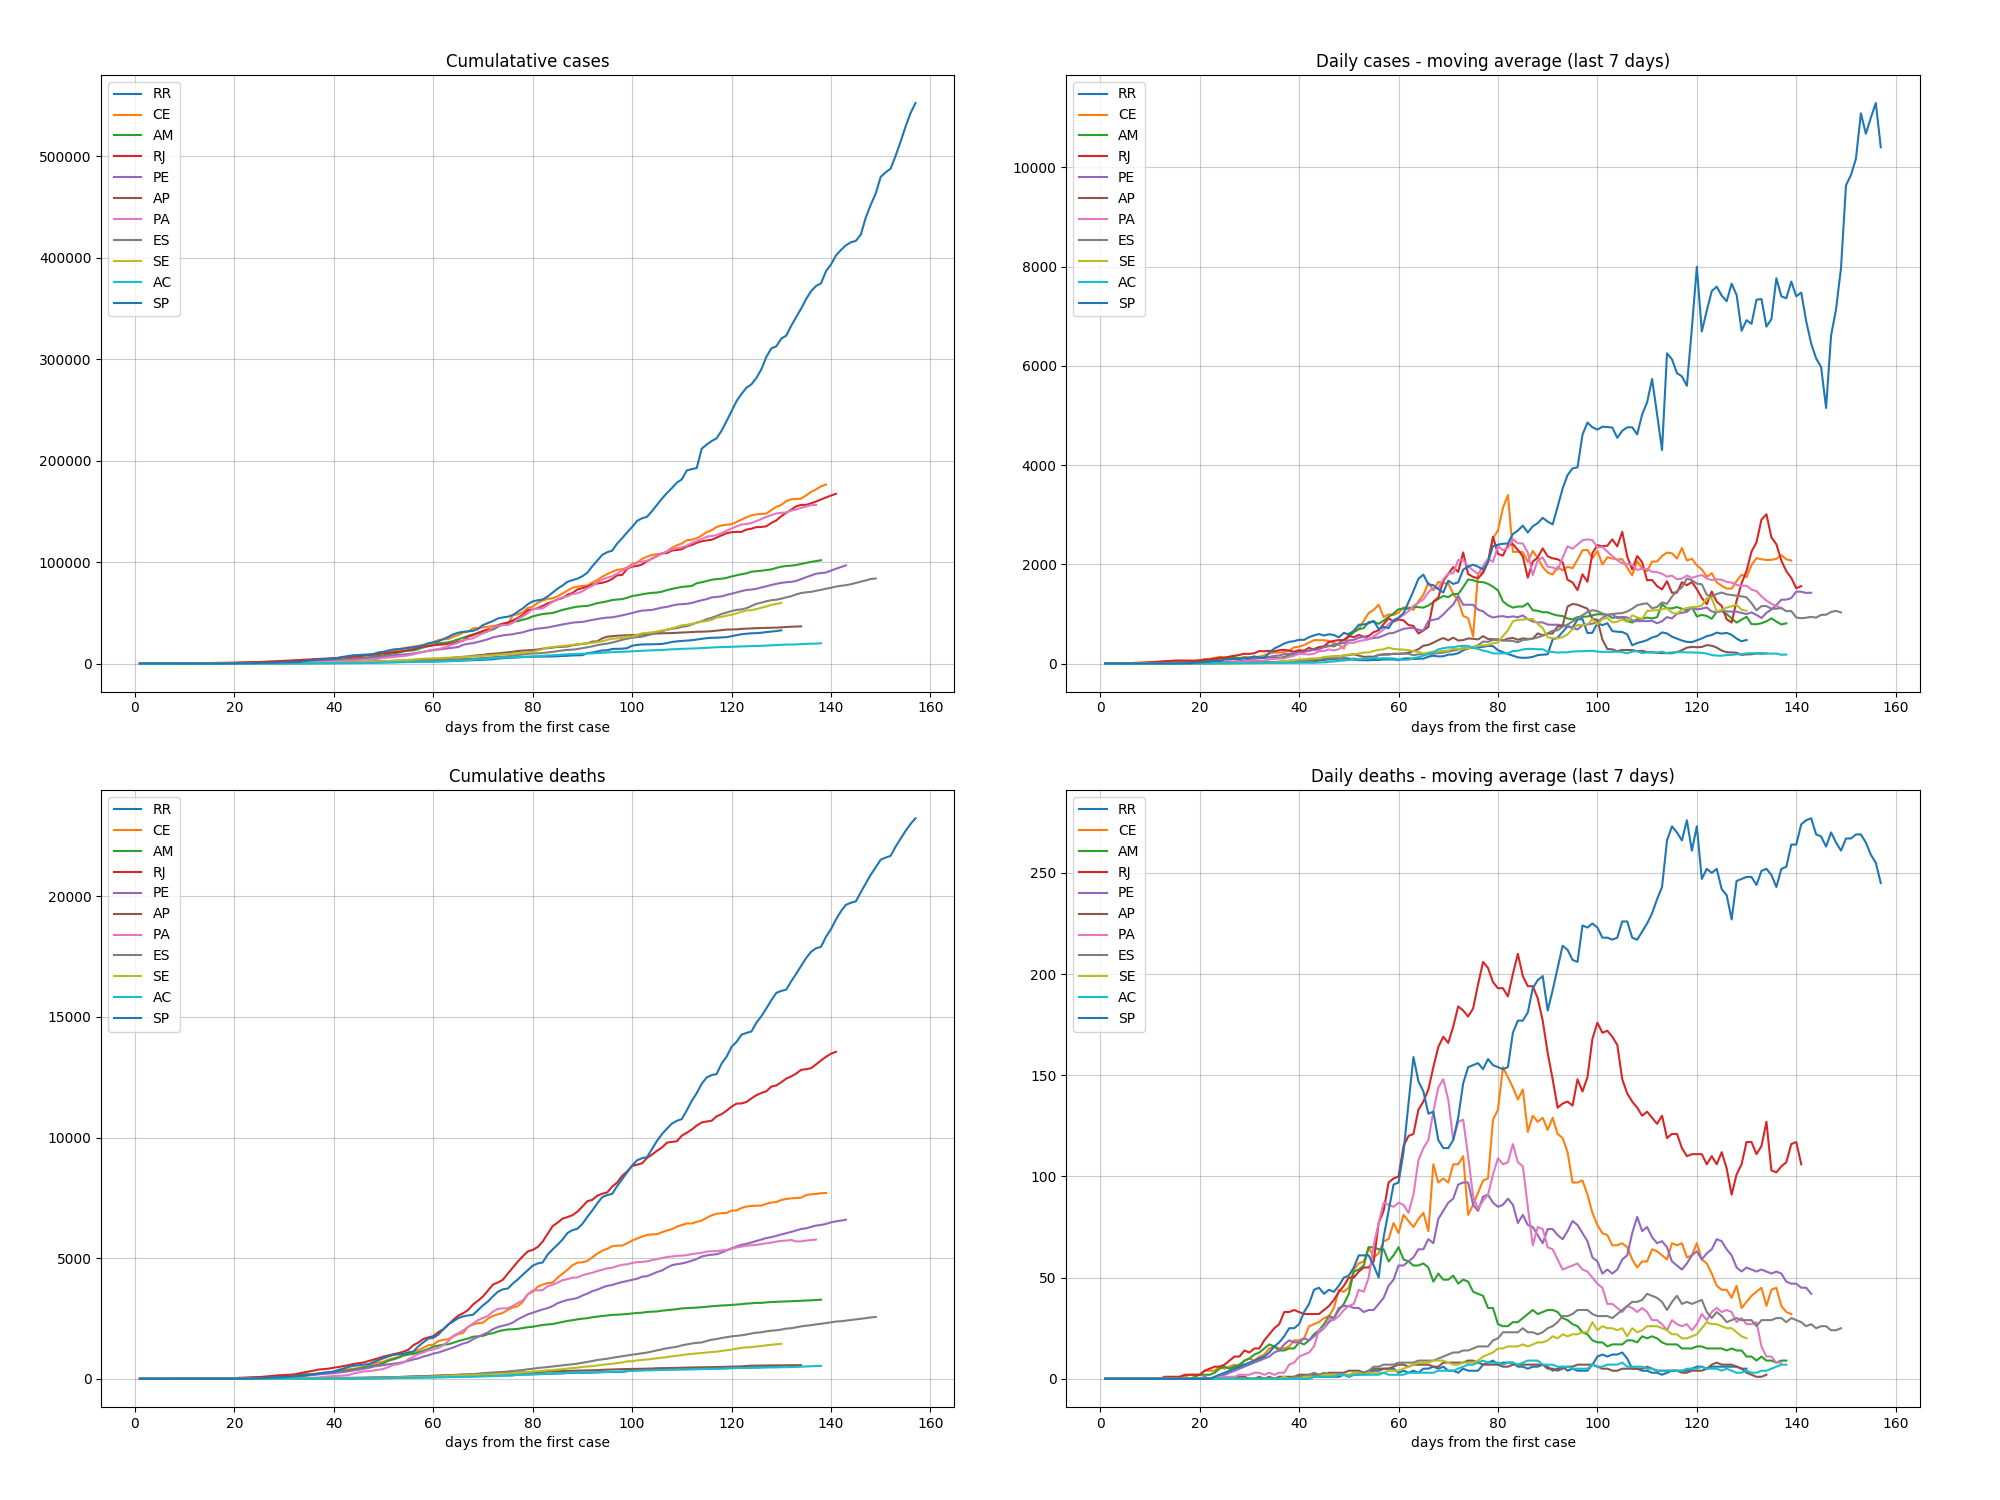 Cumulatative cases
RR
CE
AM
RJ
PE
AP
PA
ES
SE
AC
SP
500000
400000
300000
200000
100000
0
0 20 40 60 80 100 120 140 160
days from the first case
Daily cases - moving average (last 7 days)
RR
CE
AM
RJ
PE
AP
PA
ES
SE
AC
SP
10000
8000
6000
4000
2000
0
0 20 40 60 80 100 120 140 160
days from the first case
Cumulative deaths
RR
CE
AM
RJ
PE
AP
PA
ES
SE
AC
SP
20000
15000
10000
5000
0
0 20 40 60 80 100 120 140 160
days from the first case
Daily deaths - moving average (last 7 days)
RR
CE
AM
RJ
PE
AP
PA
ES
SE
AC
SP
250
200
150
100
50
0
0 20 40 60 80 100 120 140 160
days from the first case